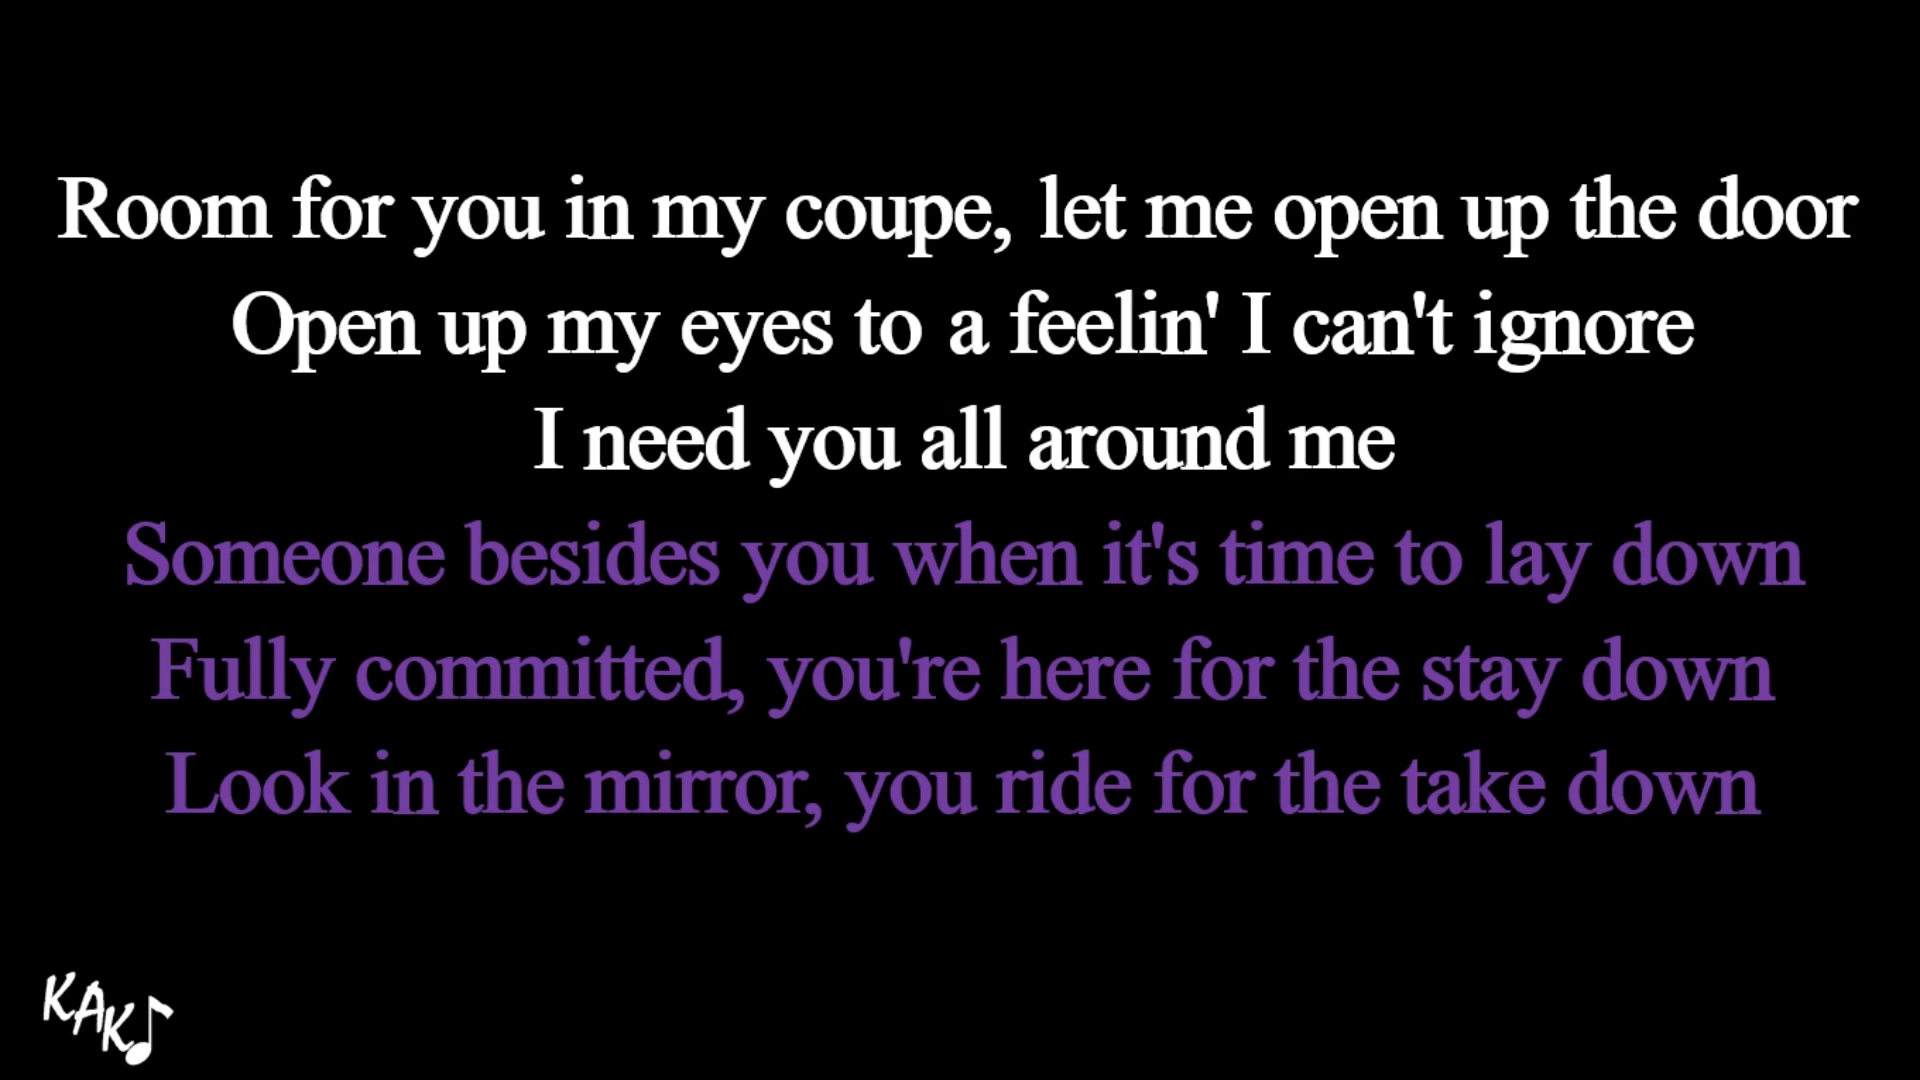 Room for you in my coupe, let me open up the door
Open up my eyes to a feelin' I can't ignore
I need you all around me
Someone besides you when it's time to lay down
Fully committed, you're here for the stay down
Look in the mirror, you ride for the take down
KAK